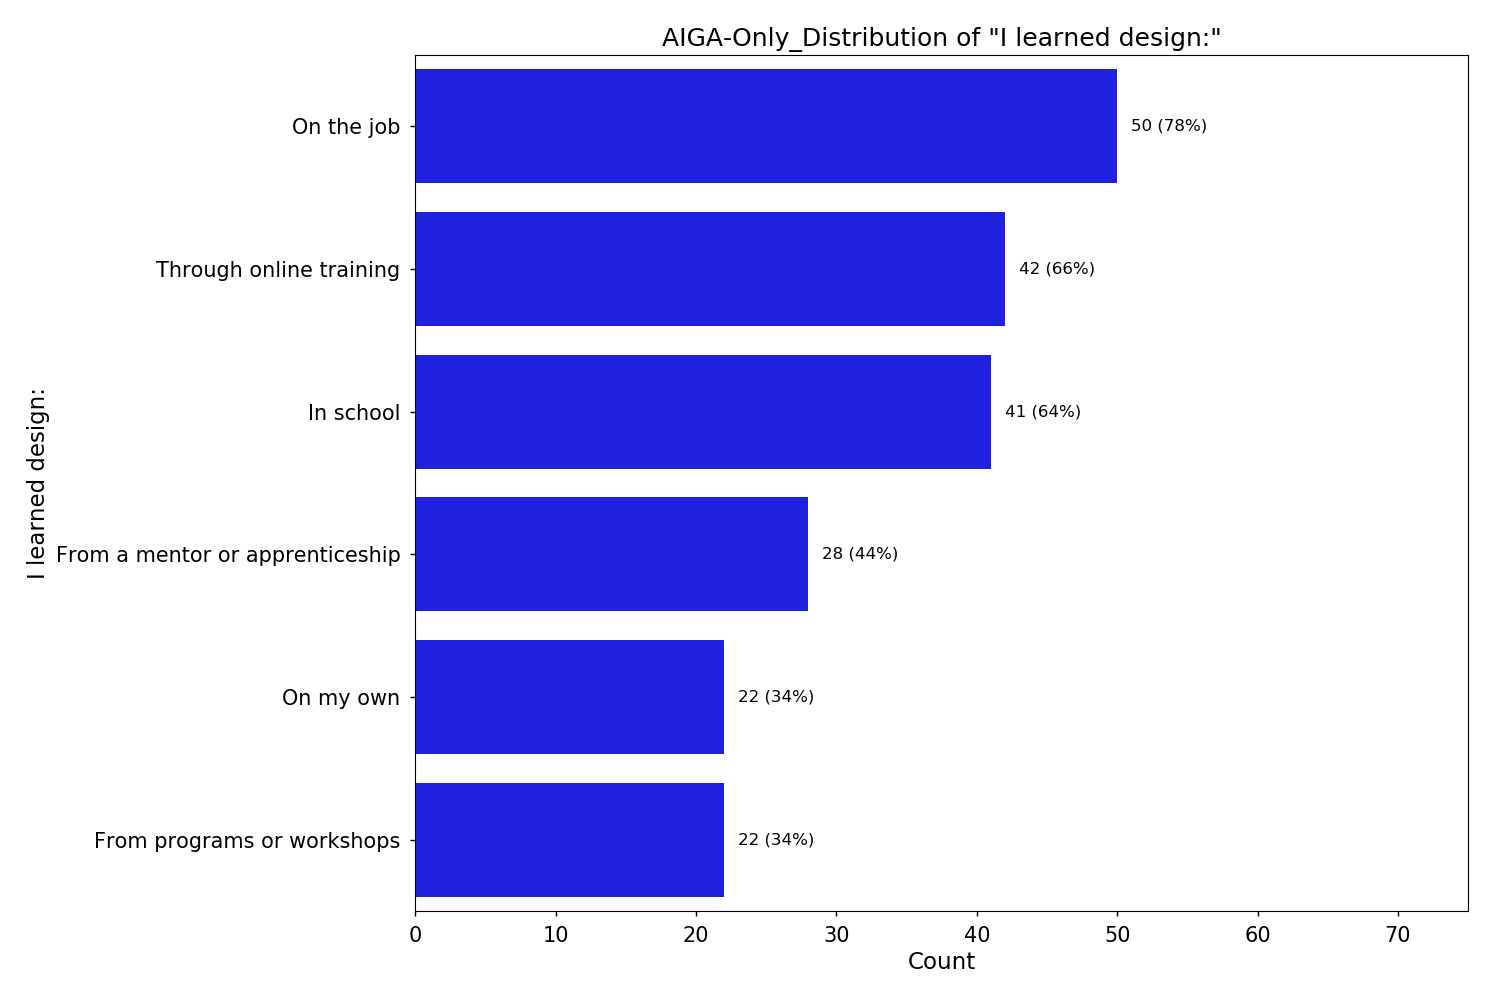 AIGA-Only_Distribution of "I learned design:"
On the job
50 (78%)
Through online training
42 (66%)
In school
41 (64%)
From a mentor or apprenticeship
28 (44%)
On my own
22 (34%)
From programs or workshops
22 (34%)
I learned design:
0 10 20 30 40 50 60 70
Count